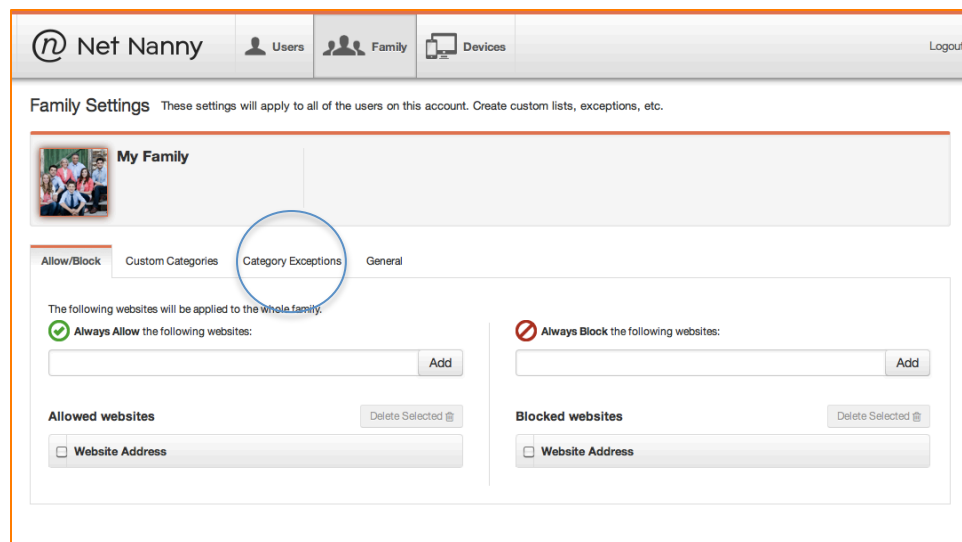 Net Nanny
Users
Family
Devices
Logout
Family Settings These settings will apply to all of the users on this account. Create custom lists, exceptions, etc.
My Family
Allow/Block
Custom Categories
Category Exceptions
General
The following websites will be applied to the whole family.
Always Allow the following websites:
Add
Allowed websites
Delete Selected
Website Address
Always Block the following websites:
Add
Blocked websites
Delete Selected
Website Address